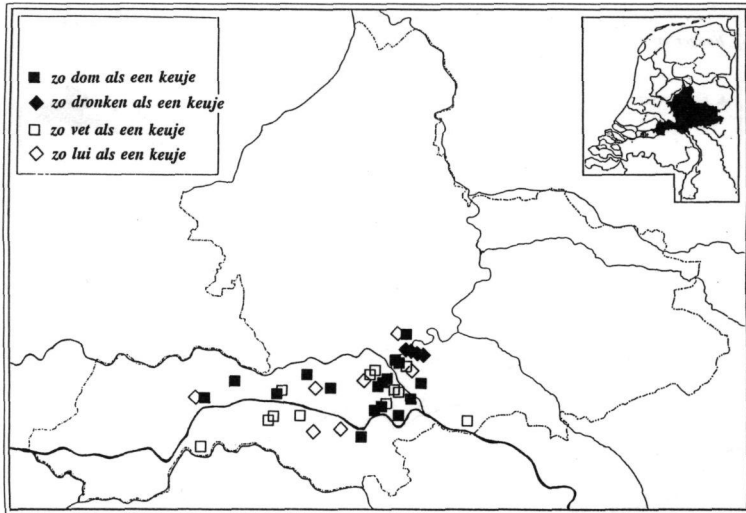 zo dom als een keuje
zo dronken als een keuje
zo vet als een keuje
zo lui als een keuje